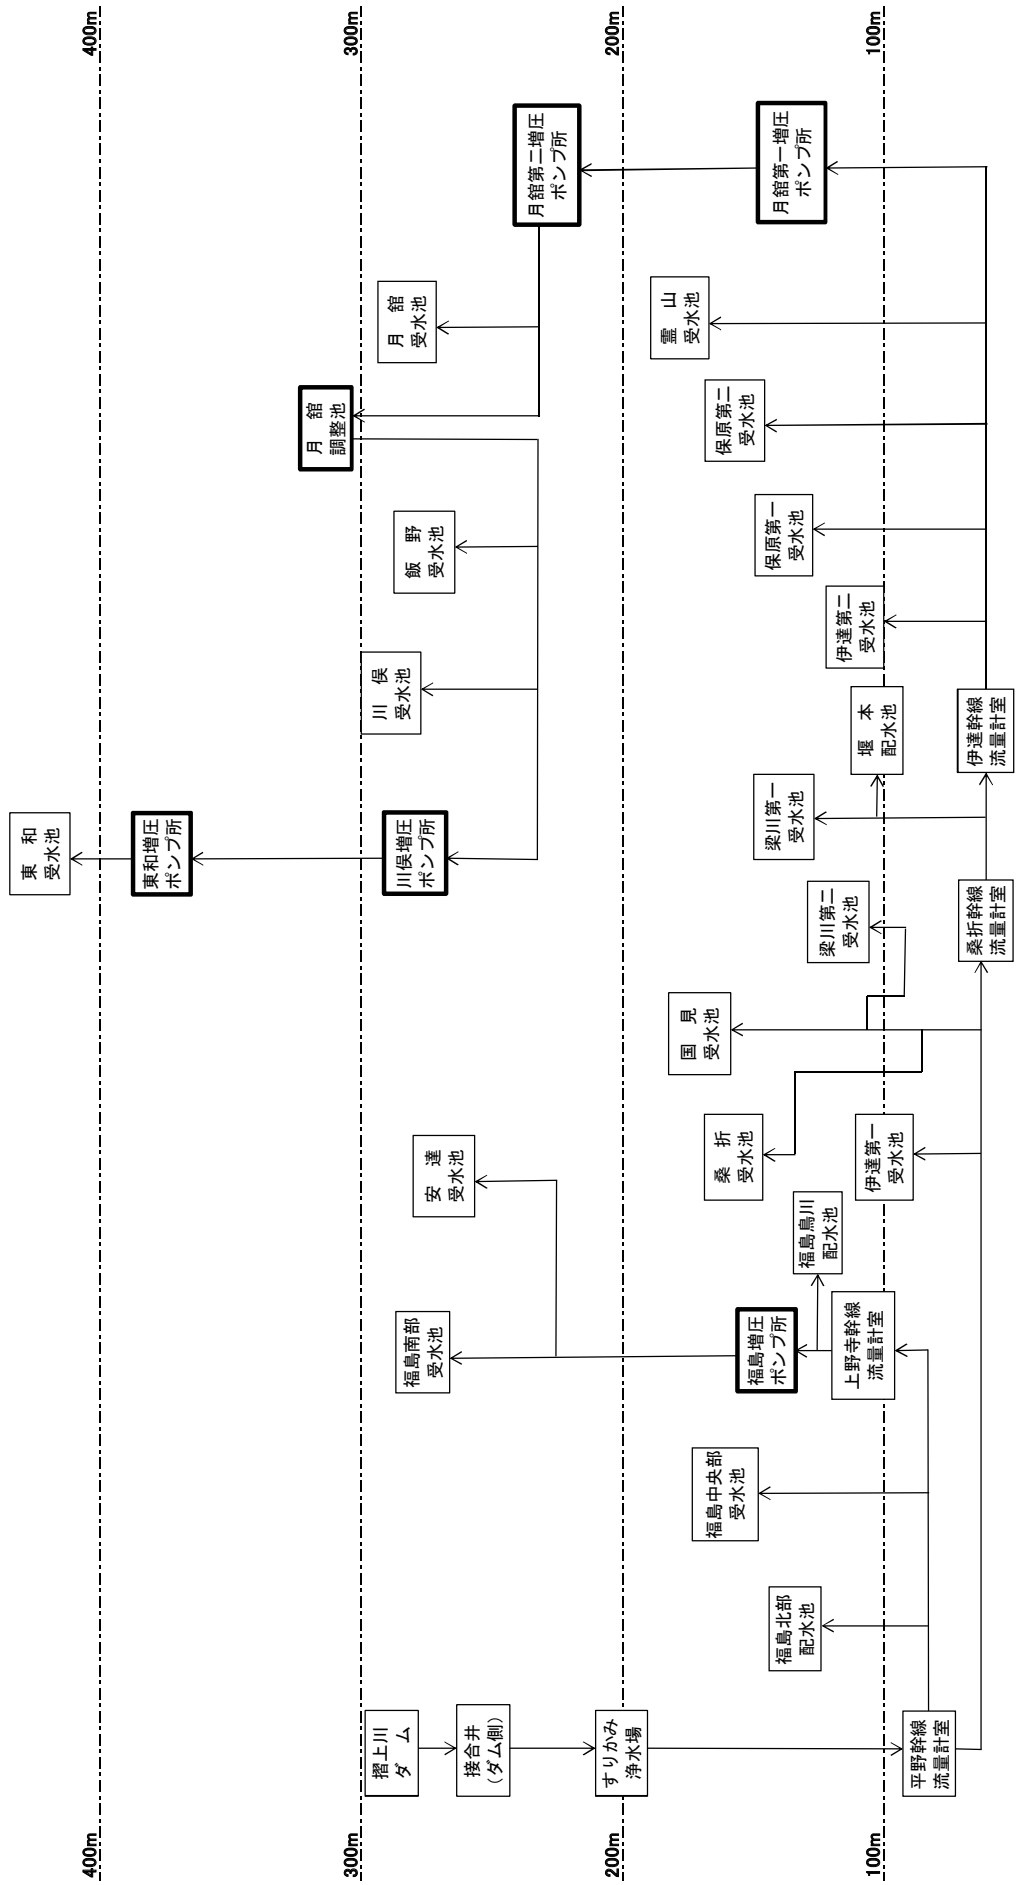 400m
400m
東　和
受水池
東和増圧
ポンプ所
300m
300m
月　舘
調整池
摺上川
ダ　ム
福島南部
受水池
安　達
受水池
川俣増圧
ポンプ所
川　俣
受水池
飯　野
受水池
月　舘
受水池
接合井
（ダム側）
月舘第二増圧
ポンプ所
200m
200m
すりかみ
浄水場
福島中央部
受水池
福島増圧
ポンプ所
桑　折
受水池
国　見
受水池
保原第二
受水池
霊　山
受水池
福島北部
配水池
福島鳥川
配水池
梁川第二
受水池
梁川第一
受水池
保原第一
受水池
月舘第一増圧
ポンプ所
100m
100m
上野寺幹線
流量計室
伊達第一
受水池
堰　本
配水池
伊達第二
受水池
平野幹線
流量計室
桑折幹線
流量計室
伊達幹線
流量計室